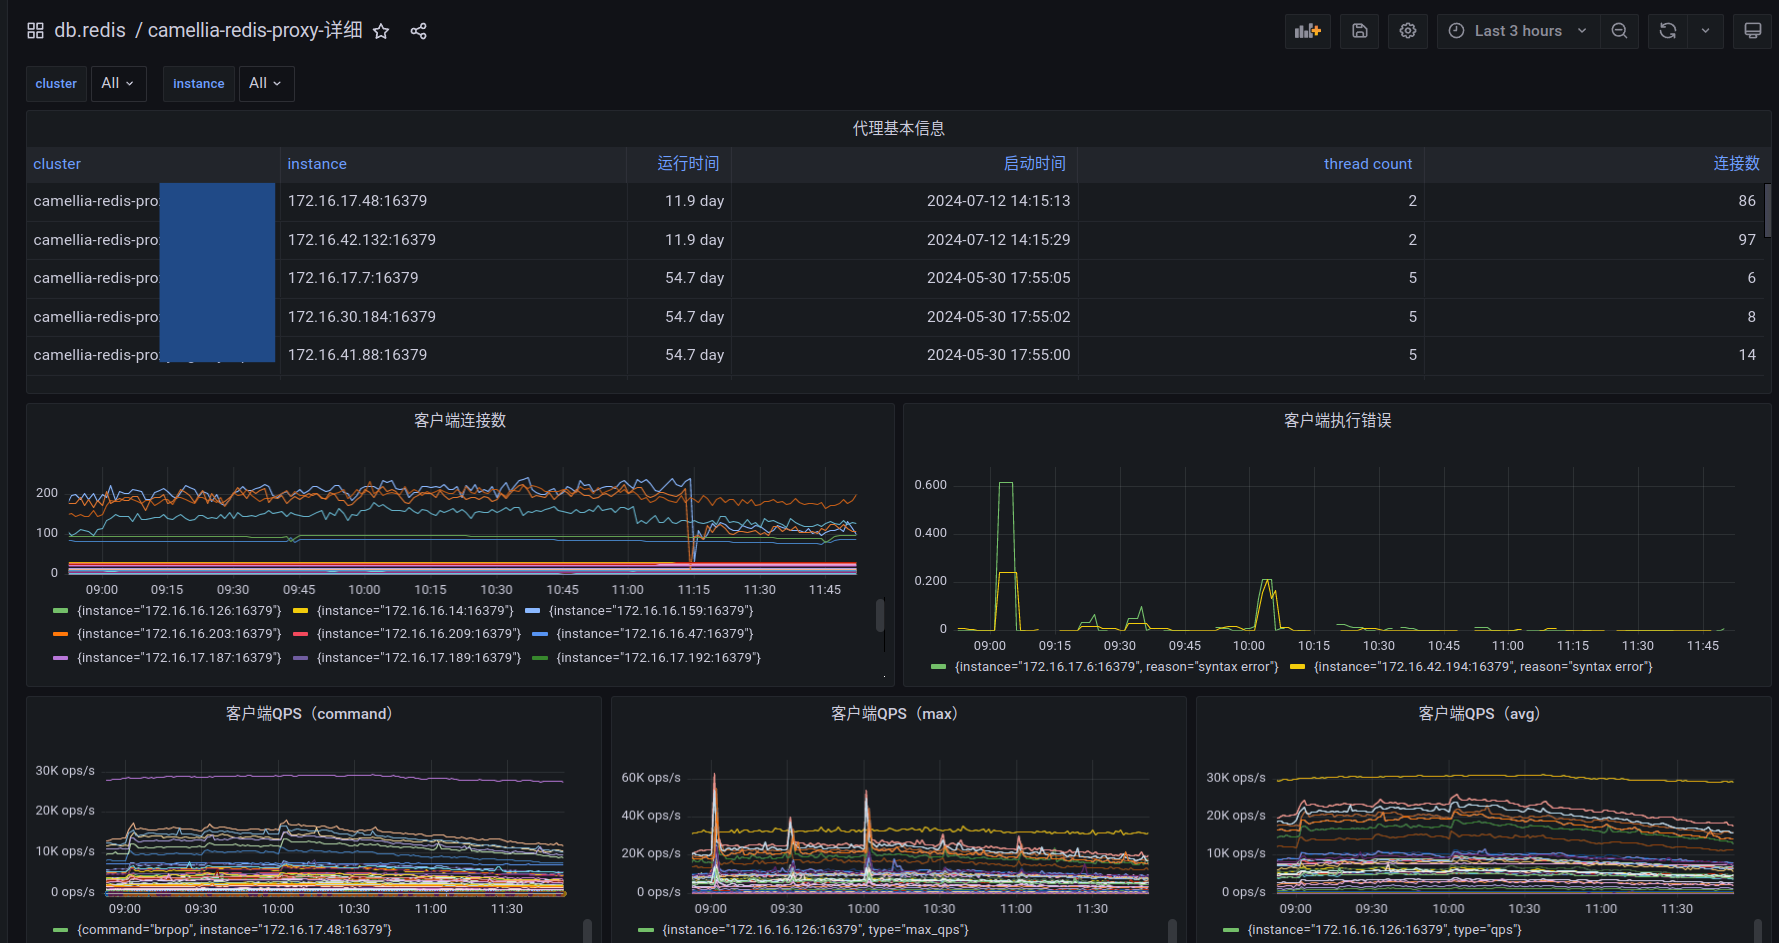 db.redis / camellia-redis-proxy-详细
Last 3 hours
cluster All instance All
代理基本信息
cluster instance 运行时间 启动时间 thread count 连接数
camellia-redis-pro 172.16.17.48:16379 11.9 day 2024-07-12 14:15:13 2 86
camellia-redis-pro 172.16.42.132:16379 11.9 day 2024-07-12 14:15:29 2 97
camellia-redis-pro 172.16.17.7:16379 54.7 day 2024-05-30 17:55:05 5 6
camellia-redis-pro 172.16.30.184:16379 54.7 day 2024-05-30 17:55:02 5 8
camellia-redis-pro 172.16.41.88:16379 54.7 day 2024-05-30 17:55:00 5 14
客户端连接数
200
100
0
09:00 09:15 09:30 09:45 10:00 10:15 10:30 10:45 11:00 11:15 11:30 11:45
{instance="172.16.16.126:16379"} {instance="172.16.16.14:16379"} {instance="172.16.16.159:16379"}
{instance="172.16.16.203:16379"} {instance="172.16.16.209:16379"} {instance="172.16.16.47:16379"}
{instance="172.16.17.187:16379"} {instance="172.16.17.189:16379"} {instance="172.16.17.192:16379"}
客户端执行错误
0.600
0.400
0.200
0
09:00 09:15 09:30 09:45 10:00 10:15 10:30 10:45 11:00 11:15 11:30 11:45
{instance="172.16.17.6:16379", reason="syntax error"} {instance="172.16.42.194:16379", reason="syntax error"}
客户端QPS（command）
30K ops/s
20K ops/s
10K ops/s
0 ops/s
09:00 09:30 10:00 10:30 11:00 11:30
{command="brpop", instance="172.16.17.48:16379"}
客户端QPS（max）
60K ops/s
40K ops/s
20K ops/s
0 ops/s
09:00 09:30 10:00 10:30 11:00 11:30
{instance="172.16.16.126:16379", type="max_qps"}
客户端QPS（avg）
30K ops/s
20K ops/s
10K ops/s
0 ops/s
09:00 09:30 10:00 10:30 11:00 11:30
{instance="172.16.16.126:16379", type="qps"}